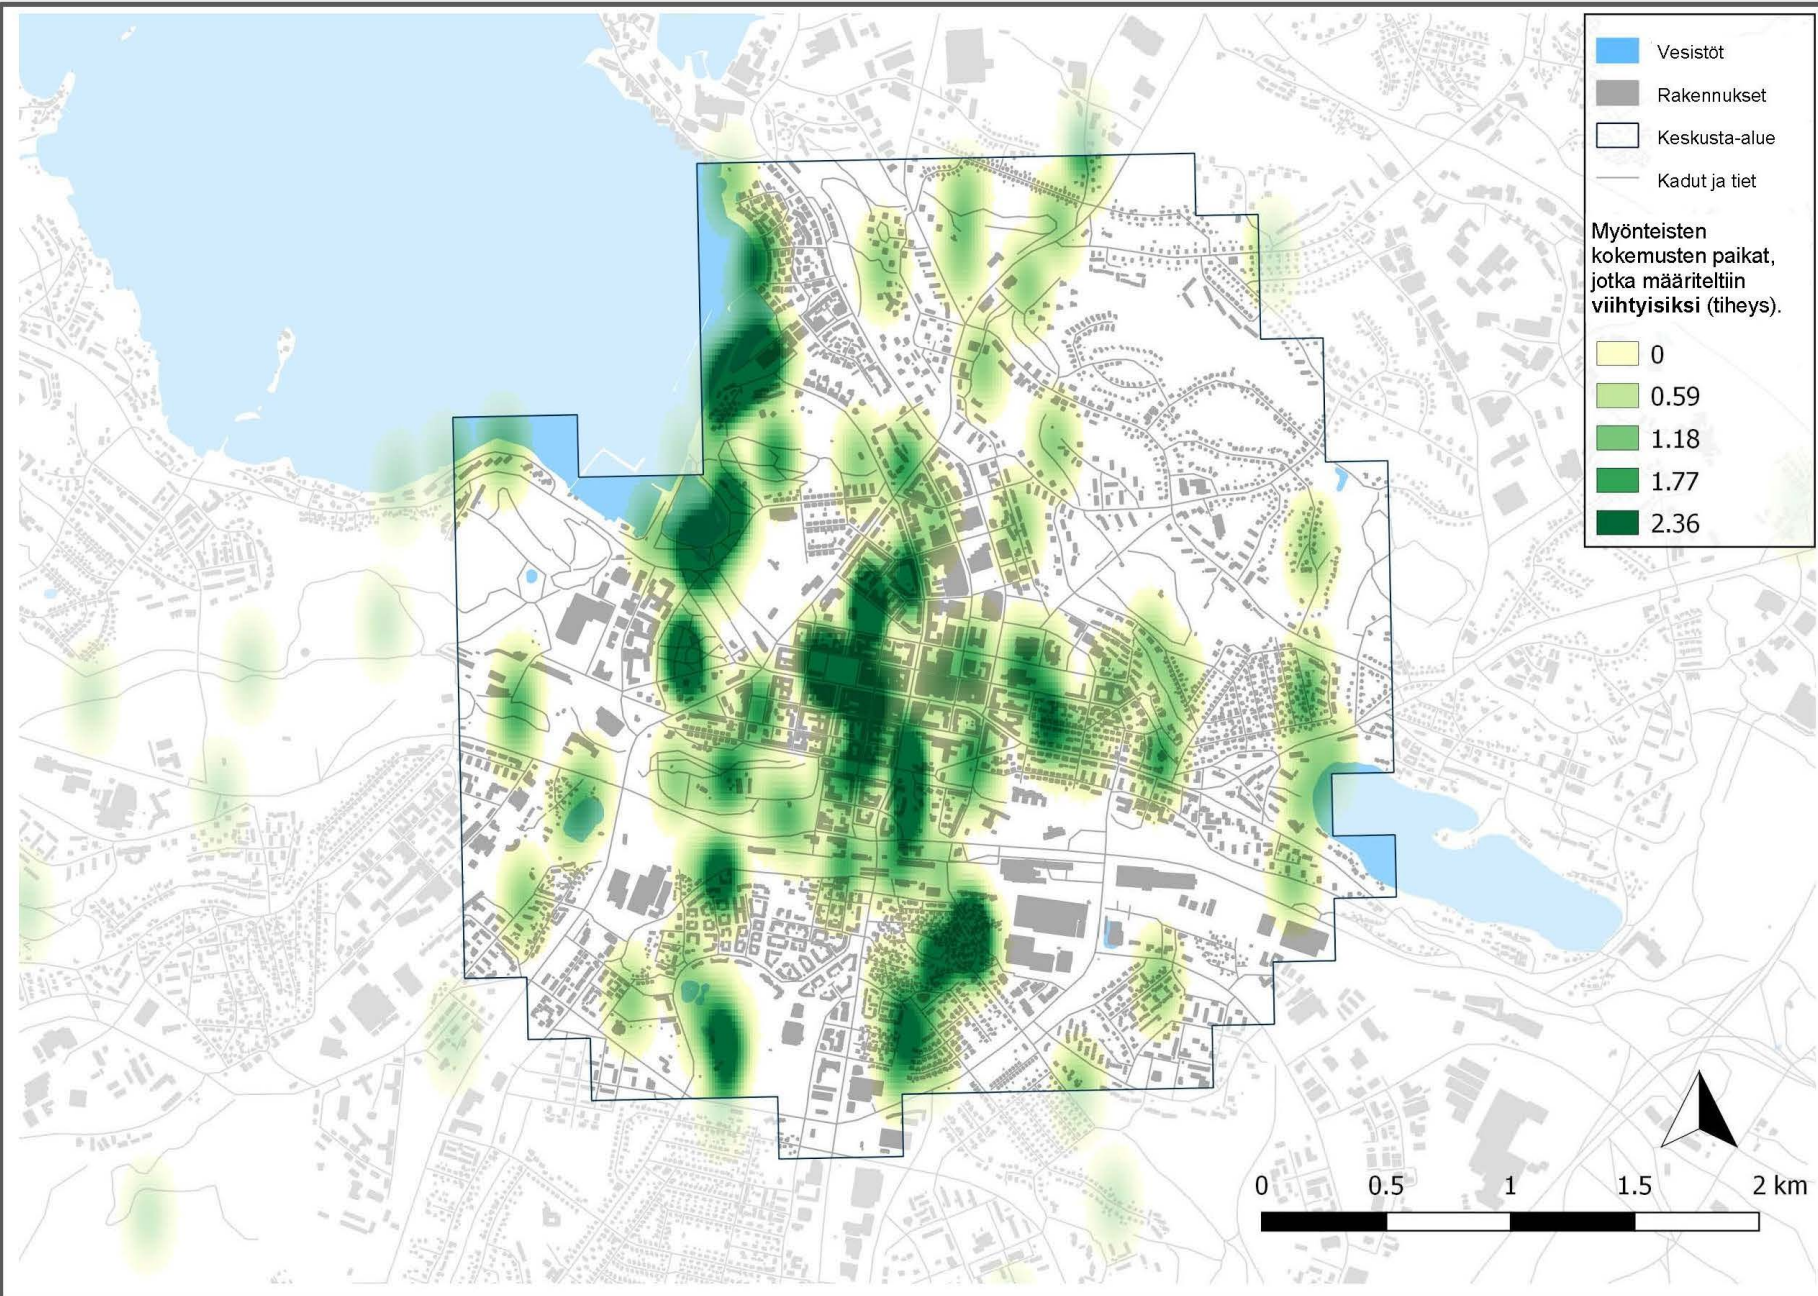 Vesistöt
Rakennukset
Keskusta-alue
Kadut ja tiet
Myönteisten
kokemusten paikat,
jotka määriteltiin
viihtyisiksi (tiheys).
0
0.59
1.18
1.77
2.36
0 0.5 1 1.5 2 km